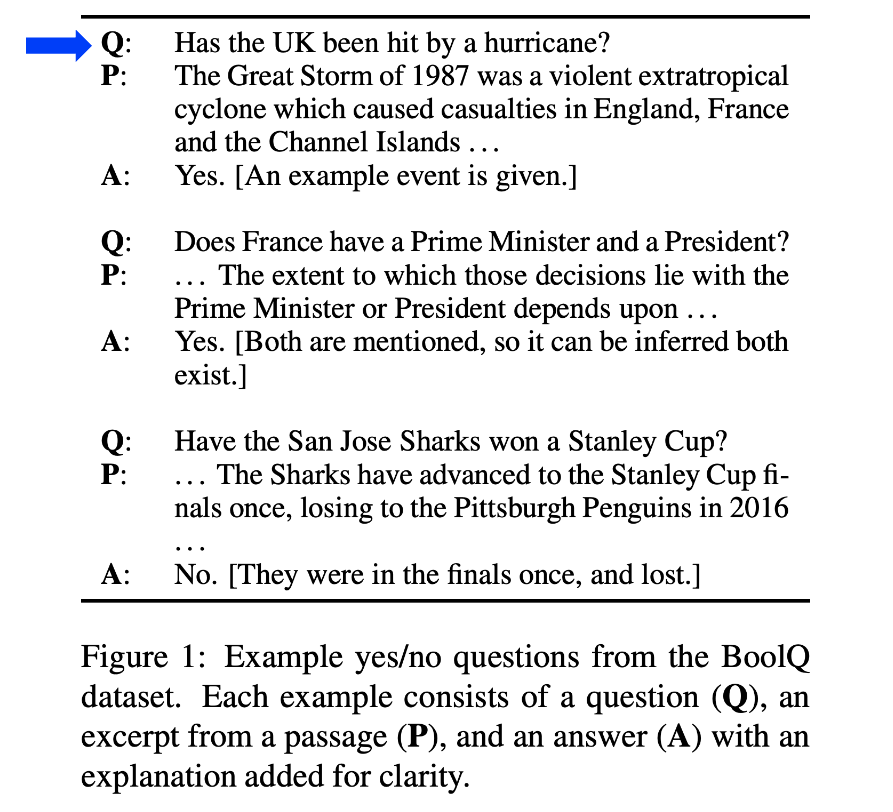 Q: Has the UK been hit by a hurricane?
P: The Great Storm of 1987 was a violent extratropical
cyclone which caused casualties in England, France
and the Channel Islands ...
A: Yes. [An example event is given.]
Q: Does France have a Prime Minister and a President?
P: ... The extent to which those decisions lie with the
Prime Minister or President depends upon ...
A: Yes. [Both are mentioned, so it can be inferred both
exist.]
Q: Have the San Jose Sharks won a Stanley Cup?
P: ... The Sharks have advanced to the Stanley Cup fi-
nals once, losing to the Pittsburgh Penguins in 2016
...
A: No. [They were in the finals once, and lost.]
Figure 1: Example yes/no questions from the BoolQ
dataset. Each example consists of a question (Q), an
excerpt from a passage (P), and an answer (A) with an
explanation added for clarity.